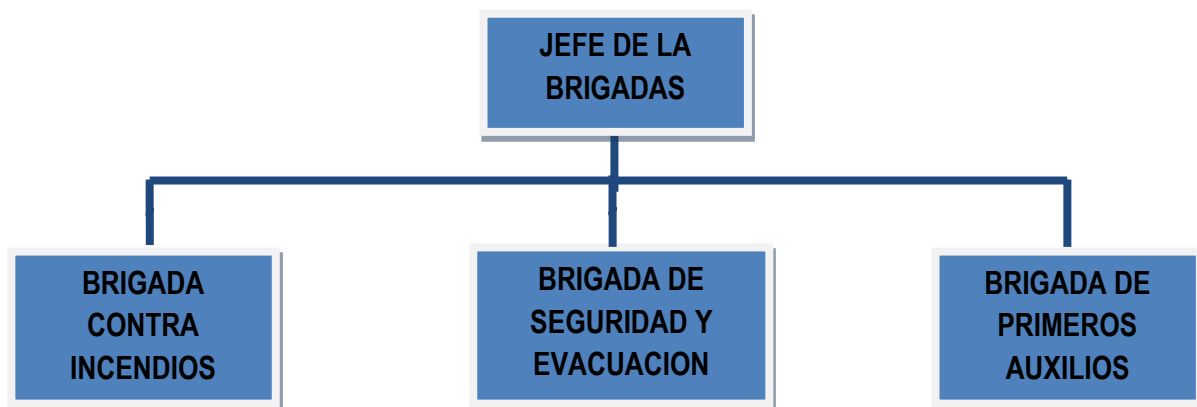 JEFE DE LA
BRIGADAS
BRIGADA
CONTRA
INCENDIOS
BRIGADA DE
SEGURIDAD Y
EVACUACION
BRIGADA DE
PRIMEROS
AUXILIOS